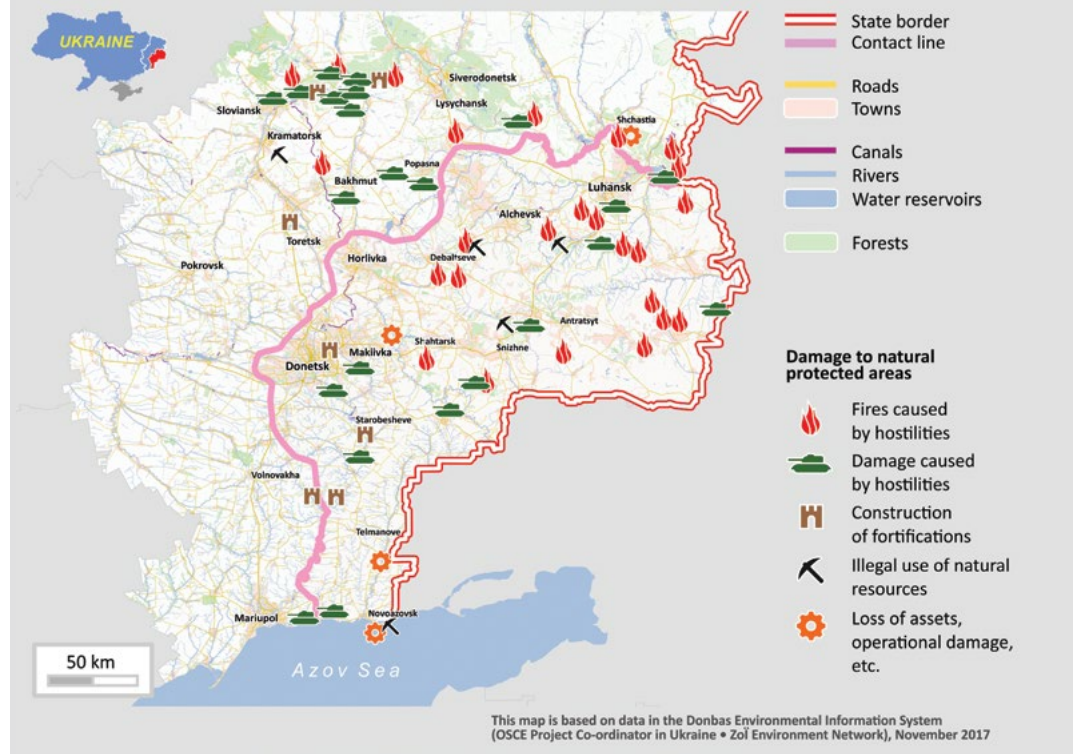 UKRAINE
Siverodonetsk
Lysychansk
Sloviansk
Shchastia
Kramatorsk
Popasna
Bakhmut
Luhansk
Alchevsk
Toretsk
Debaltseve
Horlivka
Pokrovsk
Antratsyt
Shahtarsk
Snizhne
Makiivka
Donetsk
Starobesheve
Volnovakha
Telmanove
Novoazovsk
Mariupol
50 km
Azov Sea
State border
Contact line
Roads
Towns
Canals
Rivers
Water reservoirs
Forests
Damage to natural
protected areas
Fires caused
by hostilities
Damage caused
by hostilities
Construction
of fortifications
Illegal use of natural
resources
Loss of assets,
operational damage,
etc.
This map is based on data in the Donbas Environmental Information System
(OSCE Project Co-ordinator in Ukraine • Zoï Environment Network), November 2017